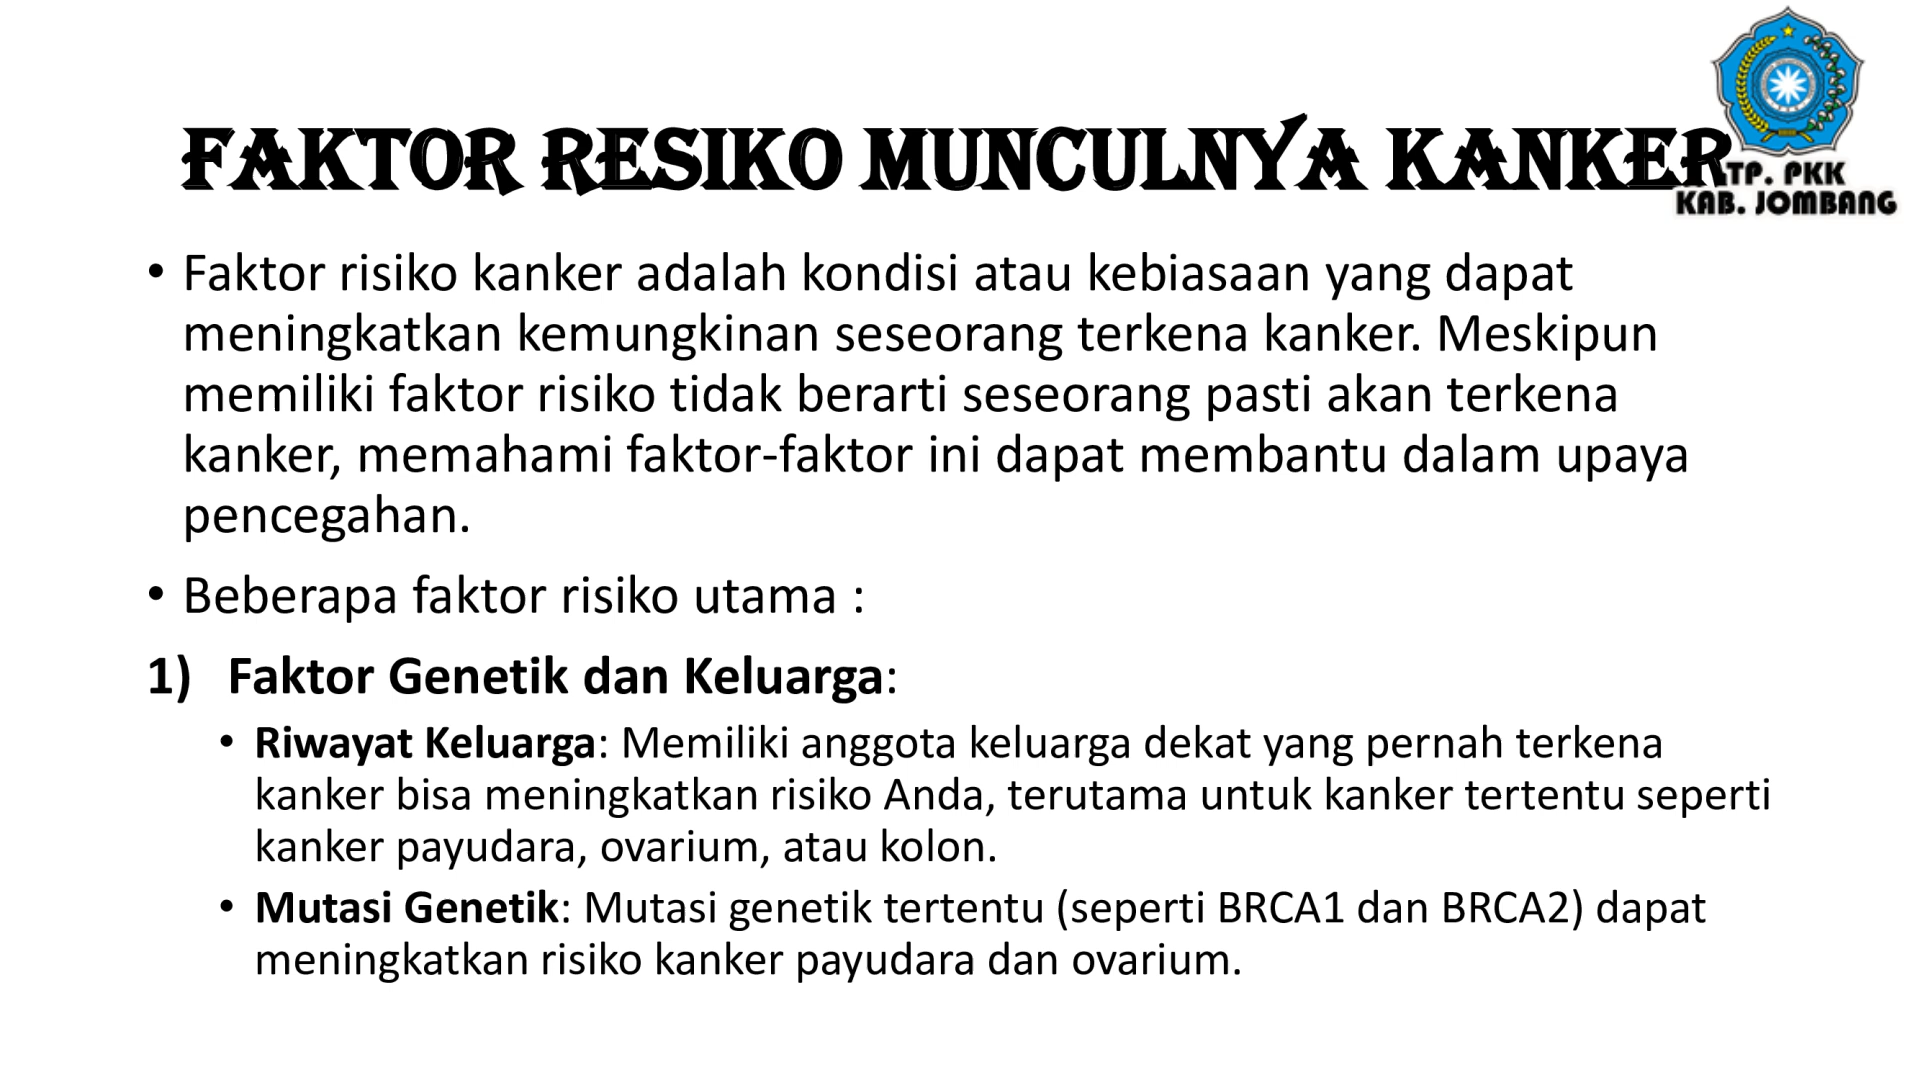 FAKTOR RESIKO MUNCULNYA KANKER
TP. PKK
KAB. JOMBANG
• Faktor risiko kanker adalah kondisi atau kebiasaan yang dapat
meningkatkan kemungkinan seseorang terkena kanker. Meskipun
memiliki faktor risiko tidak berarti seseorang pasti akan terkena
kanker, memahami faktor-faktor ini dapat membantu dalam upaya
pencegahan.
• Beberapa faktor risiko utama :
1) Faktor Genetik dan Keluarga:
• Riwayat Keluarga: Memiliki anggota keluarga dekat yang pernah terkena
kanker bisa meningkatkan risiko Anda, terutama untuk kanker tertentu seperti
kanker payudara, ovarium, atau kolon.
• Mutasi Genetik: Mutasi genetik tertentu (seperti BRCA1 dan BRCA2) dapat
meningkatkan risiko kanker payudara dan ovarium.